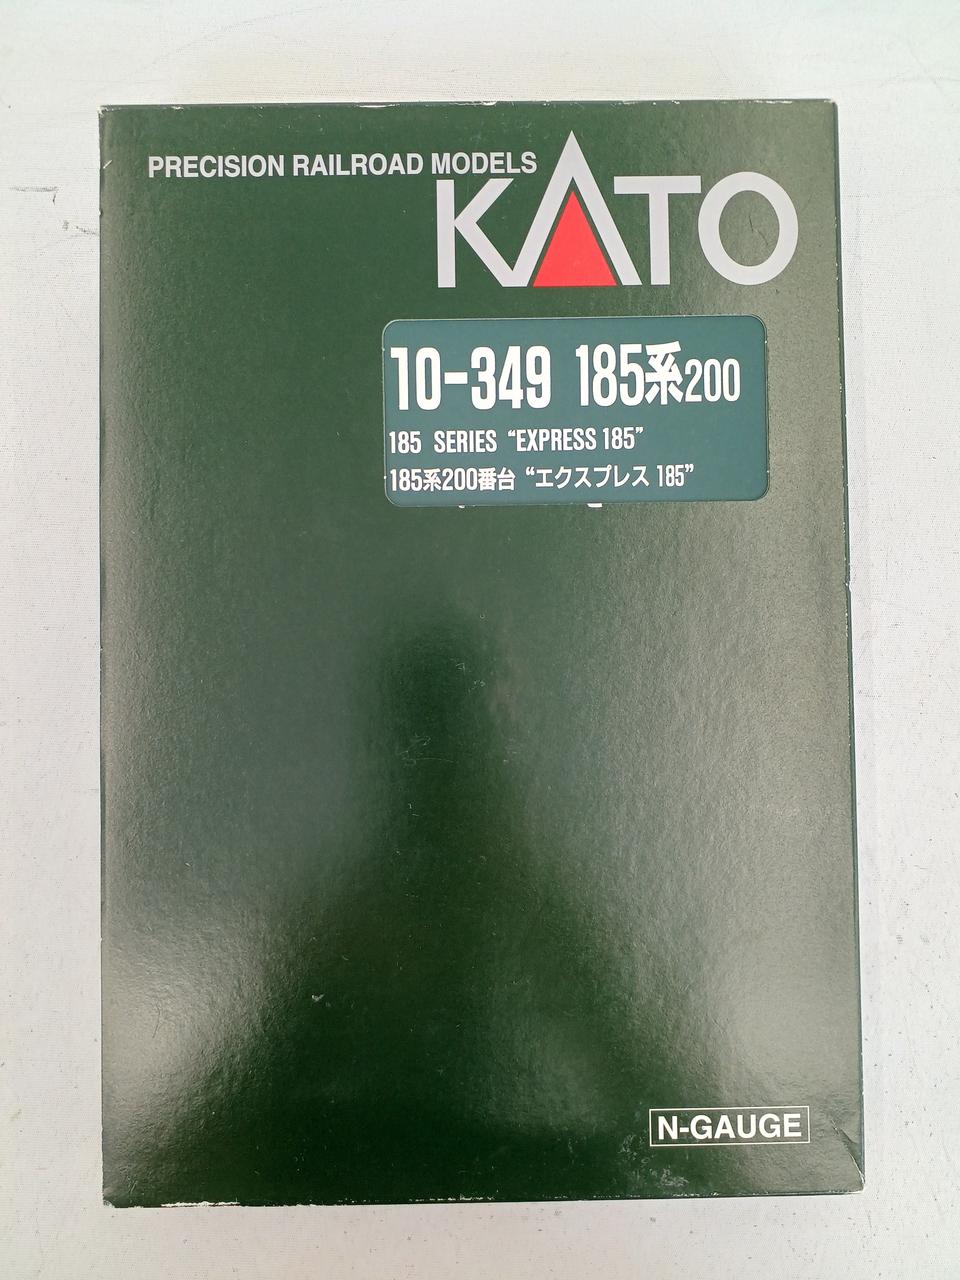 PRECISION RAILROAD MODELS
KATO
10-349 185系200
185 SERIES “EXPRESS 185”
185系200番台 “エクスプレス 185”
N-GAUGE